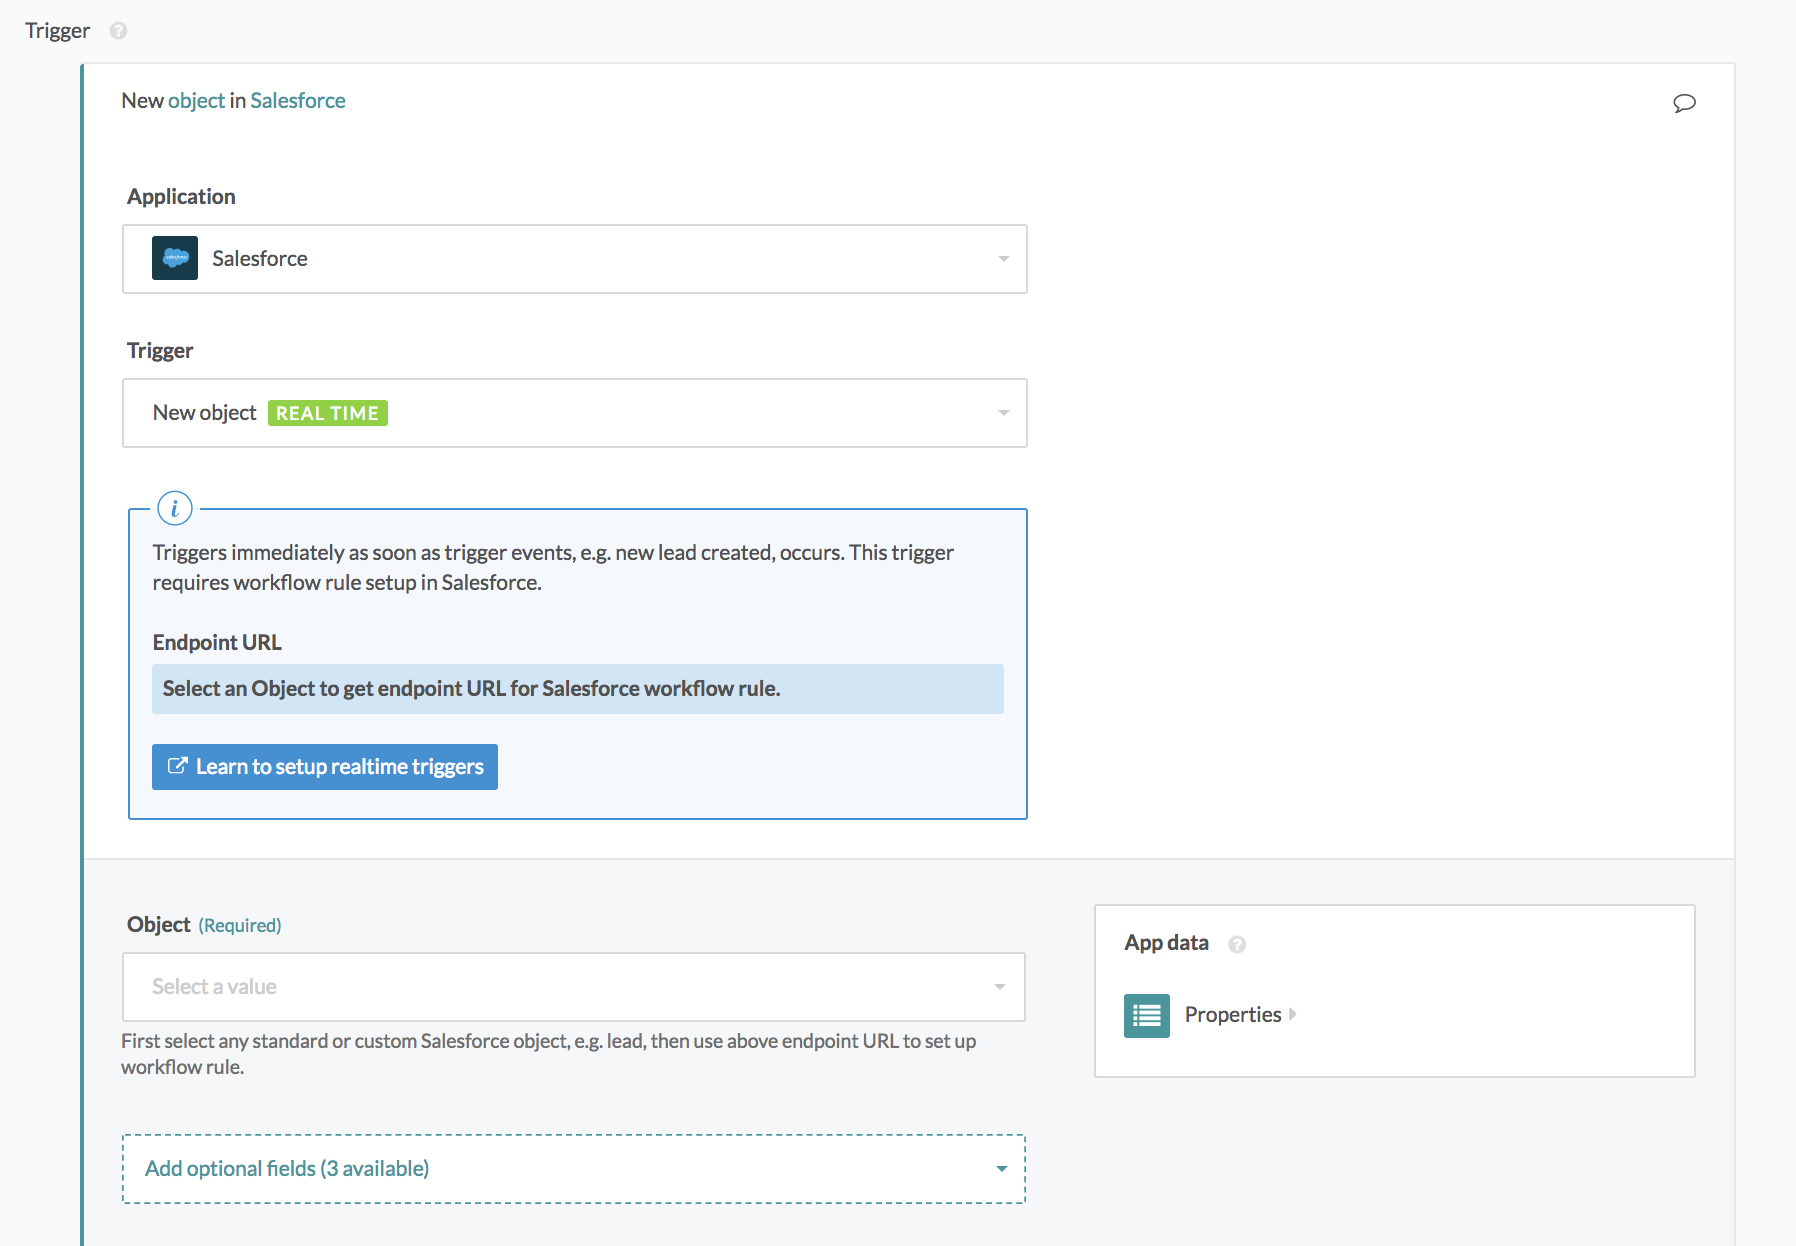 Trigger ?
New object in Salesforce
Application
salesforce Salesforce
Trigger
New object REAL TIME
i
Triggers immediately as soon as trigger events, e.g. new lead created, occurs. This trigger
requires workflow rule setup in Salesforce.
Endpoint URL
Select an Object to get endpoint URL for Salesforce workflow rule.
Learn to setup realtime triggers
Object (Required)
Select a value
First select any standard or custom Salesforce object, e.g. lead, then use above endpoint URL to set up
workflow rule.
Add optional fields (3 available)
App data ?
Properties